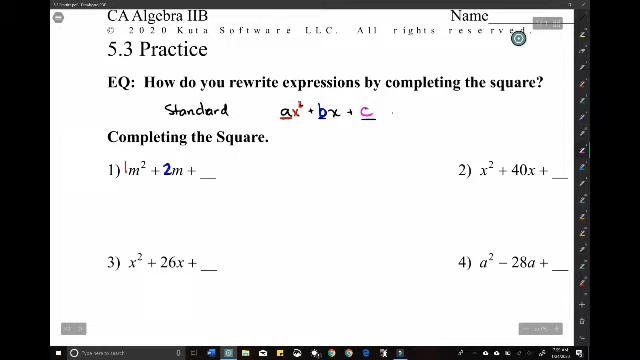 CA Algebra IIB Name
© 2020 Kuta Software LLC. All rights reserved.
5.3 Practice
EQ: How do you rewrite expressions by completing the square?
Standard ax² + bx + c
Completing the Square.
1) 1m² + 2m + __ 2) x² + 40x + __
3) x² + 26x + __ 4) a² − 28a + __